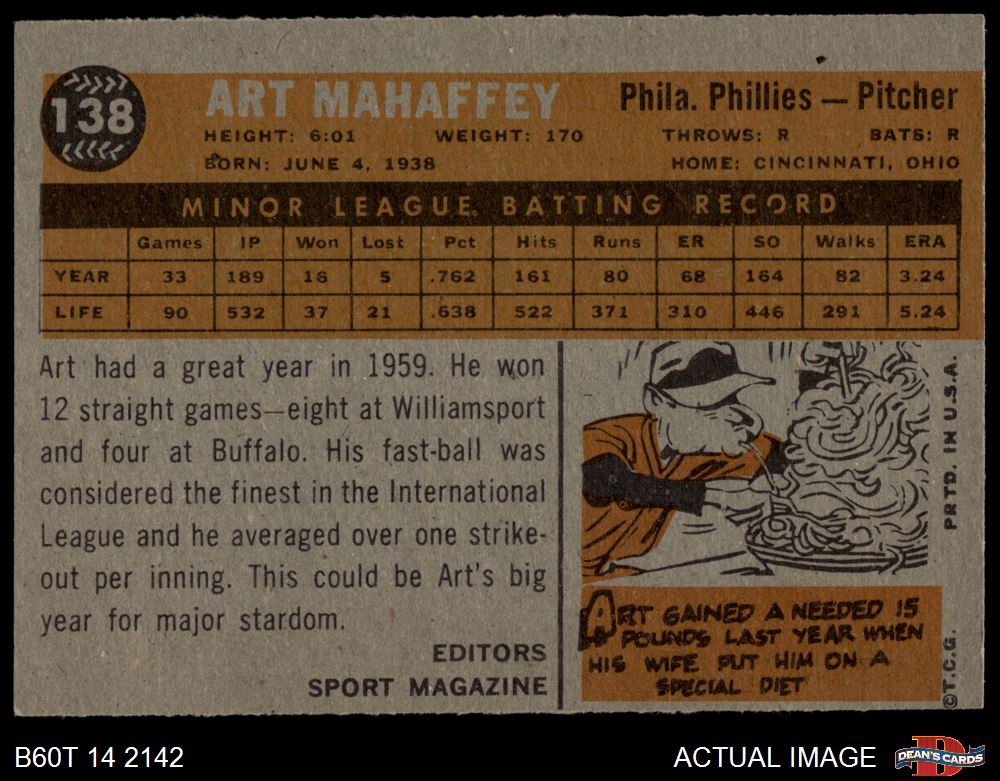 138
ART MAHAFFEY
Phila. Phillies — Pitcher
HEIGHT: 6:01 WEIGHT: 170 THROWS: R BATS: R
BORN: JUNE 4, 1938 HOME: CINCINNATI, OHIO
MINOR LEAGUE BATTING RECORD
Games IP Won Lost Pct Hits Runs ER SO Walks ERA
YEAR 33 189 16 5 .762 161 80 68 164 82 3.24
LIFE 90 532 37 21 .638 522 371 310 446 291 5.24
Art had a great year in 1959. He won
12 straight games—eight at Williamsport
and four at Buffalo. His fast-ball was
considered the finest in the International
League and he averaged over one strike-
out per inning. This could be Art's big
year for major stardom.
EDITORS
SPORT MAGAZINE
ART GAINED A NEEDED 15
POUNDS LAST YEAR WHEN
HIS WIFE PUT HIM ON A
SPECIAL DIET
©T.C.G. PRTD. IN U.S.A.
B60T 14 2142
ACTUAL IMAGE
D
DEAN'S CARDS